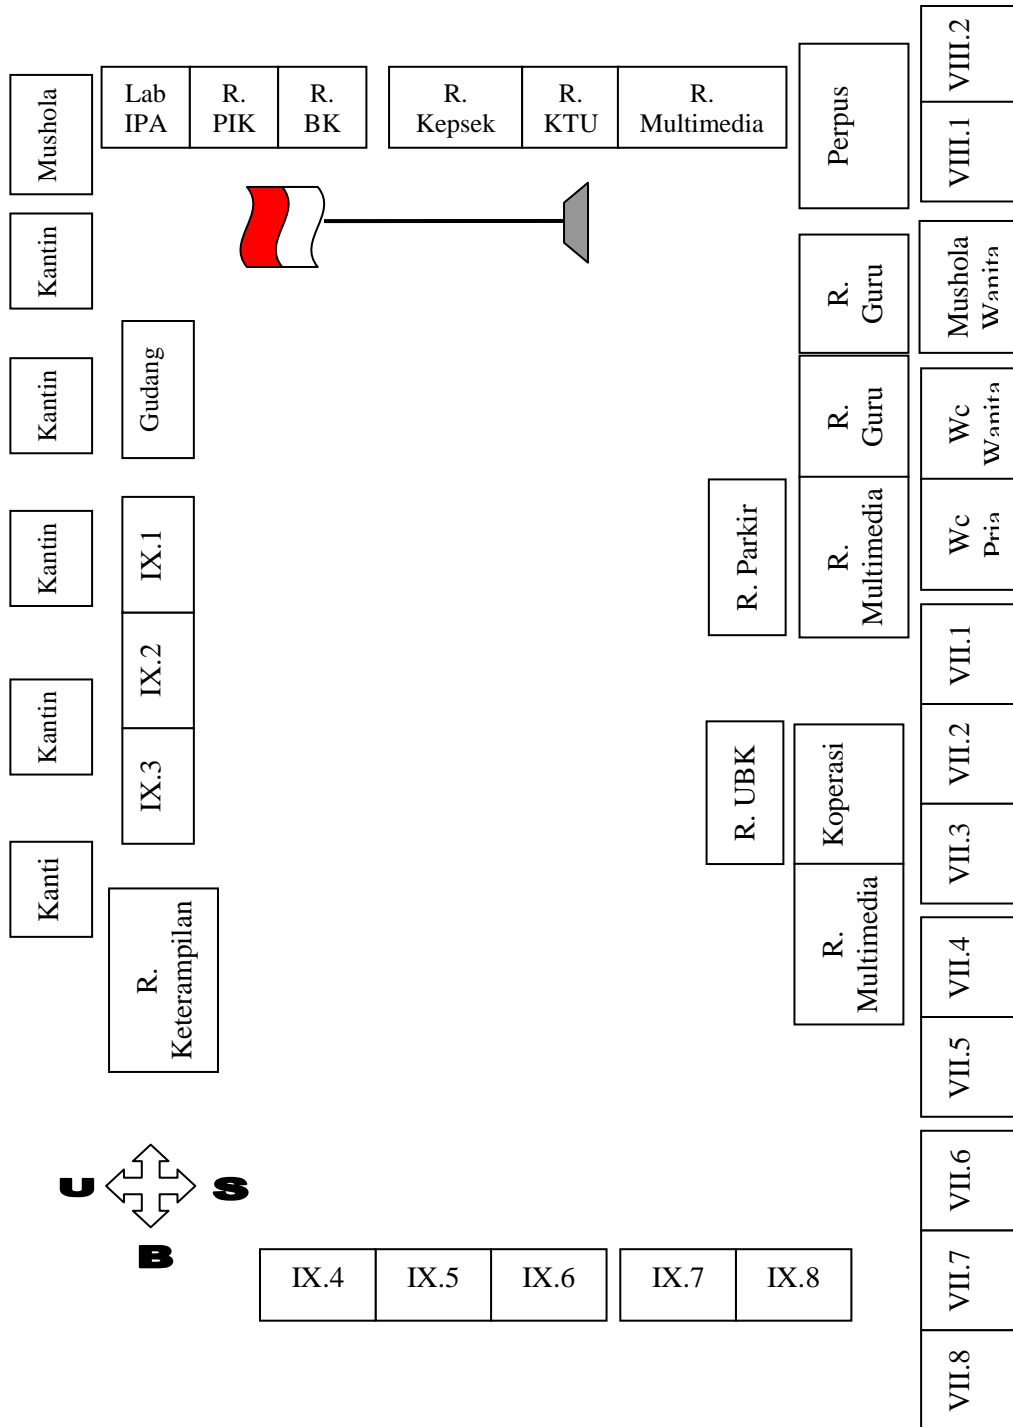 Mushola
Lab
IPA
R.
PIK
R.
BK
R.
Kepsek
R.
KTU
R.
Multimedia
Perpus
VIII.2
VIII.1
Kantin
Kantin
Kantin
Kantin
Kanti
Gudang
IX.1
IX.2
IX.3
R.
Keterampilan
R.
Guru
R.
Guru
R.
Multimedia
R. Parkir
R. UBK
Koperasi
R.
Multimedia
Mushola
Wanita
Wc
Wanita
Wc
Pria
VII.1
VII.2
VII.3
VII.4
VII.5
VII.6
VII.7
VII.8
U
S
B
IX.4
IX.5
IX.6
IX.7
IX.8